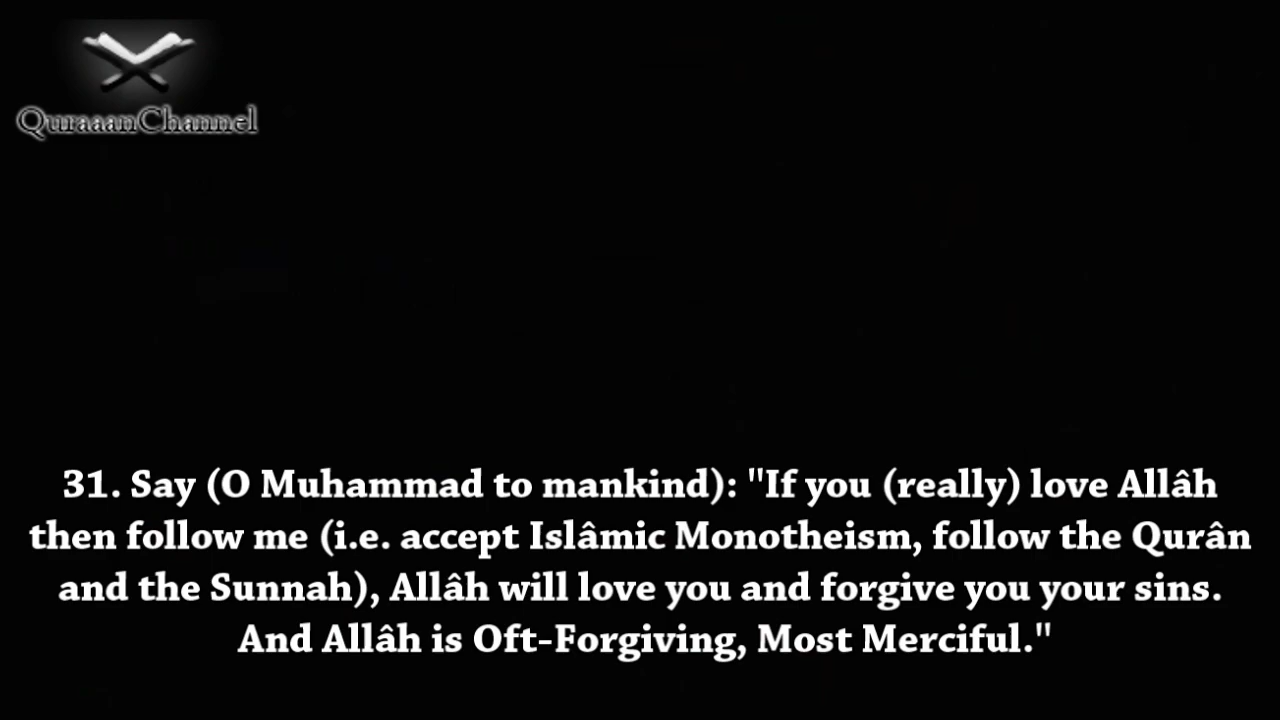 QuraaanChannel
31. Say (O Muhammad to mankind): "If you (really) love Allâh
then follow me (i.e. accept Islâmic Monotheism, follow the Qurân
and the Sunnah), Allâh will love you and forgive you your sins.
And Allâh is Oft-Forgiving, Most Merciful."